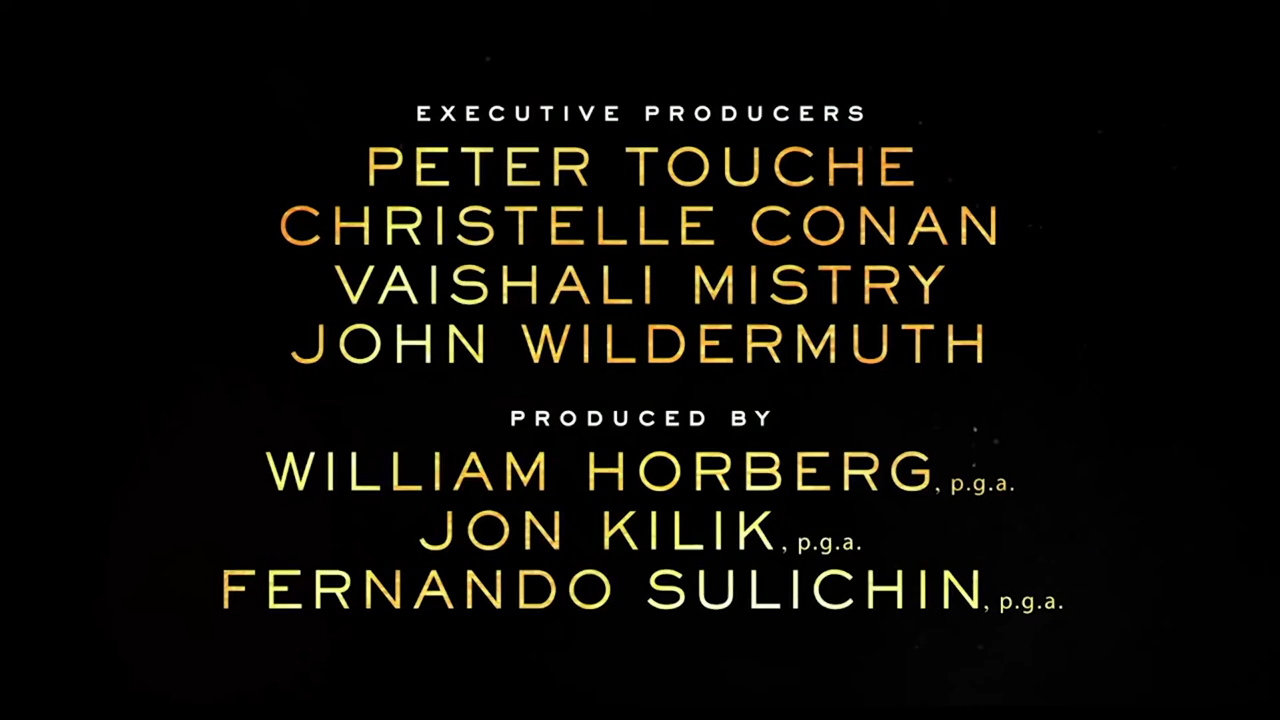 EXECUTIVE PRODUCERS
PETER TOUCHE
CHRISTELLE CONAN
VAISHALI MISTRY
JOHN WILDERMUTH
PRODUCED BY
WILLIAM HORBERG, p.g.a.
JON KILIK, p.g.a.
FERNANDO SULICHIN, p.g.a.